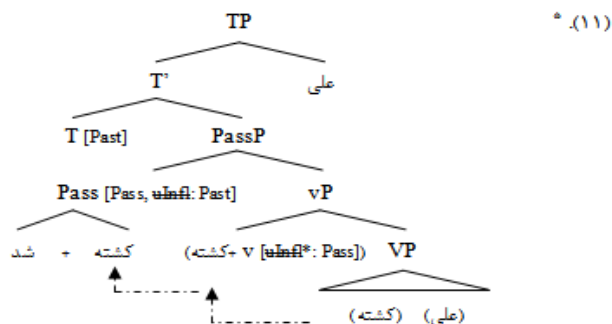 (۱۱). *
TP
T’ علی
T [Past] PassP
Pass [Pass, uInfl: Past] vP
شد + کشته (کشته+ v [uInfl*: Pass]) VP
(کشته) (علی)